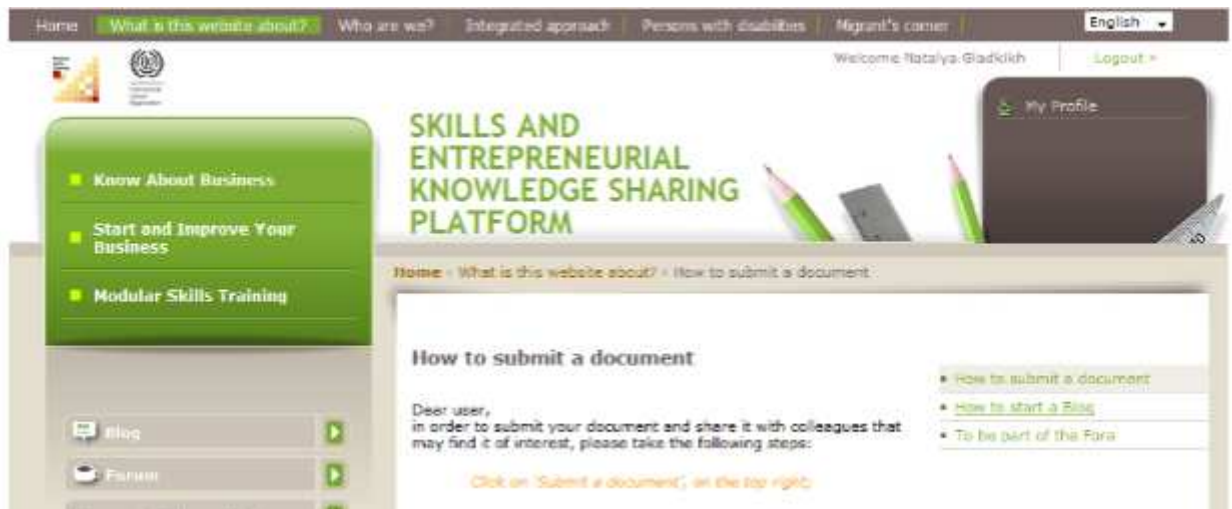 Home What is this website about? Who are we? Integrated approach Persons with disabilities Migrant's corner English
Welcome Natalya Gladkikh Logout »
My Profile
SKILLS AND
ENTREPRENEURIAL
KNOWLEDGE SHARING
PLATFORM
Know About Business
Start and Improve Your
Business
Modular Skills Training
Home › What is this website about? › How to submit a document
How to submit a document
Dear user,
in order to submit your document and share it with colleagues that
may find it of interest, please take the following steps:
Click on 'Submit a document', on the top right;
• How to submit a document
• How to start a Blog
• To be part of the Fora
Blog
Forum